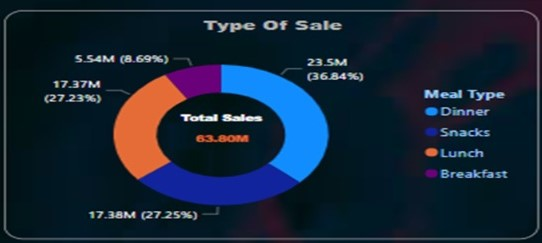 Type Of Sale
5.54M (8.69%)
23.5M
(36.84%)
17.37M
(27.23%)
Total Sales
63.80M
Meal Type
Dinner
Snacks
Lunch
Breakfast
17.38M (27.25%)